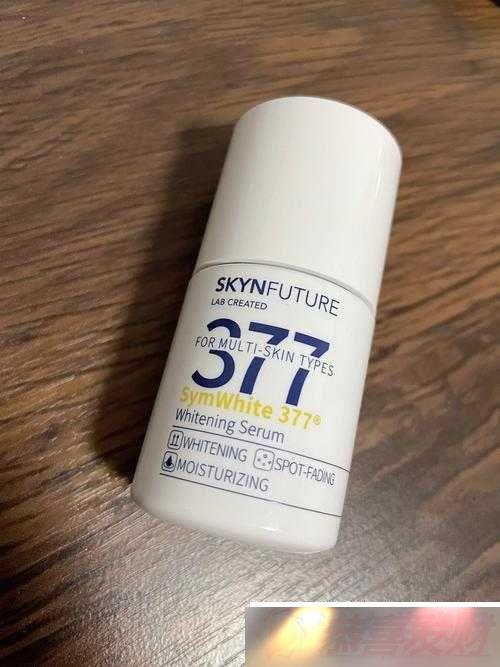 SKYNFUTURE
LAB CREATED
377
FOR MULTI-SKIN TYPES
SymWhite 377®
Whitening Serum
WHITENING SPOT-FADING
MOISTURIZING